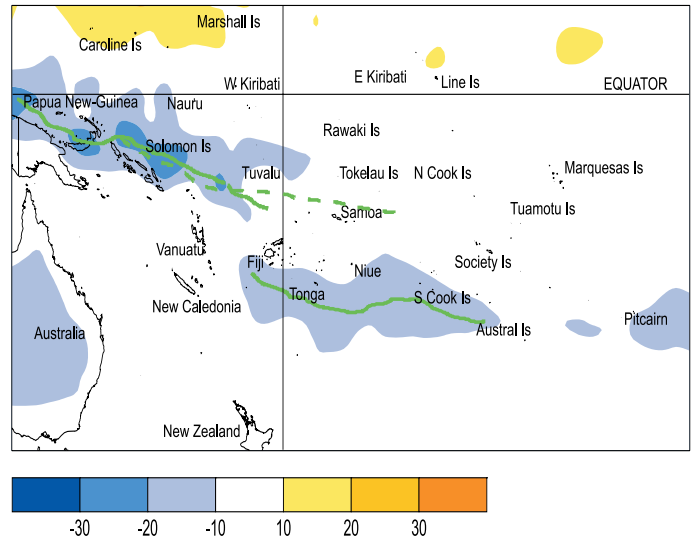 Marshall Is
Caroline Is
W Kiribati
E Kiribati
Line Is
EQUATOR
Papua New-Guinea
Nauru
Rawaki Is
Solomon Is
Tuvalu
Tokelau Is
N Cook Is
Marquesas Is
Samoa
Tuamotu Is
Vanuatu
Fiji
Niue
Society Is
New Caledonia
Tonga
S Cook Is
Pitcairn
Australia
Austral Is
New Zealand
-30 -20 -10 10 20 30